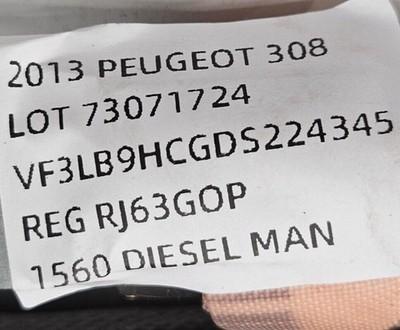 2013 PEUGEOT 308
LOT 73071724
VF3LB9HCGDS224345
REG RJ63GOP
1560 DIESEL MAN